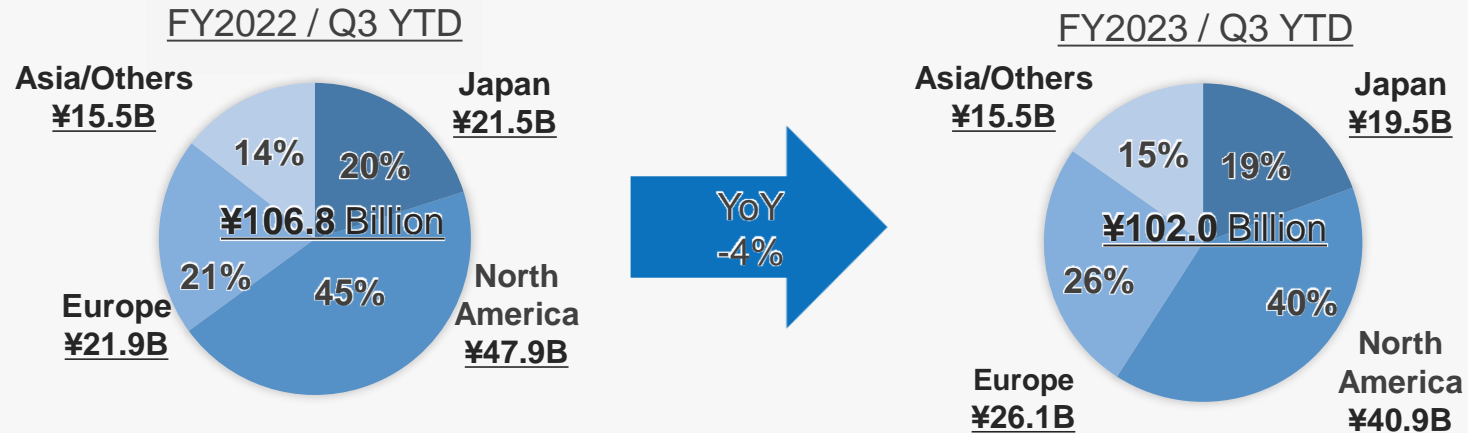 FY2022 / Q3 YTD
Asia/Others
¥15.5B
Japan
¥21.5B
14%
20%
¥106.8 Billion
21%
45%
Europe
¥21.9B
North
America
¥47.9B
YoY
-4%
FY2023 / Q3 YTD
Asia/Others
¥15.5B
Japan
¥19.5B
15%
19%
¥102.0 Billion
26%
40%
Europe
¥26.1B
North
America
¥40.9B